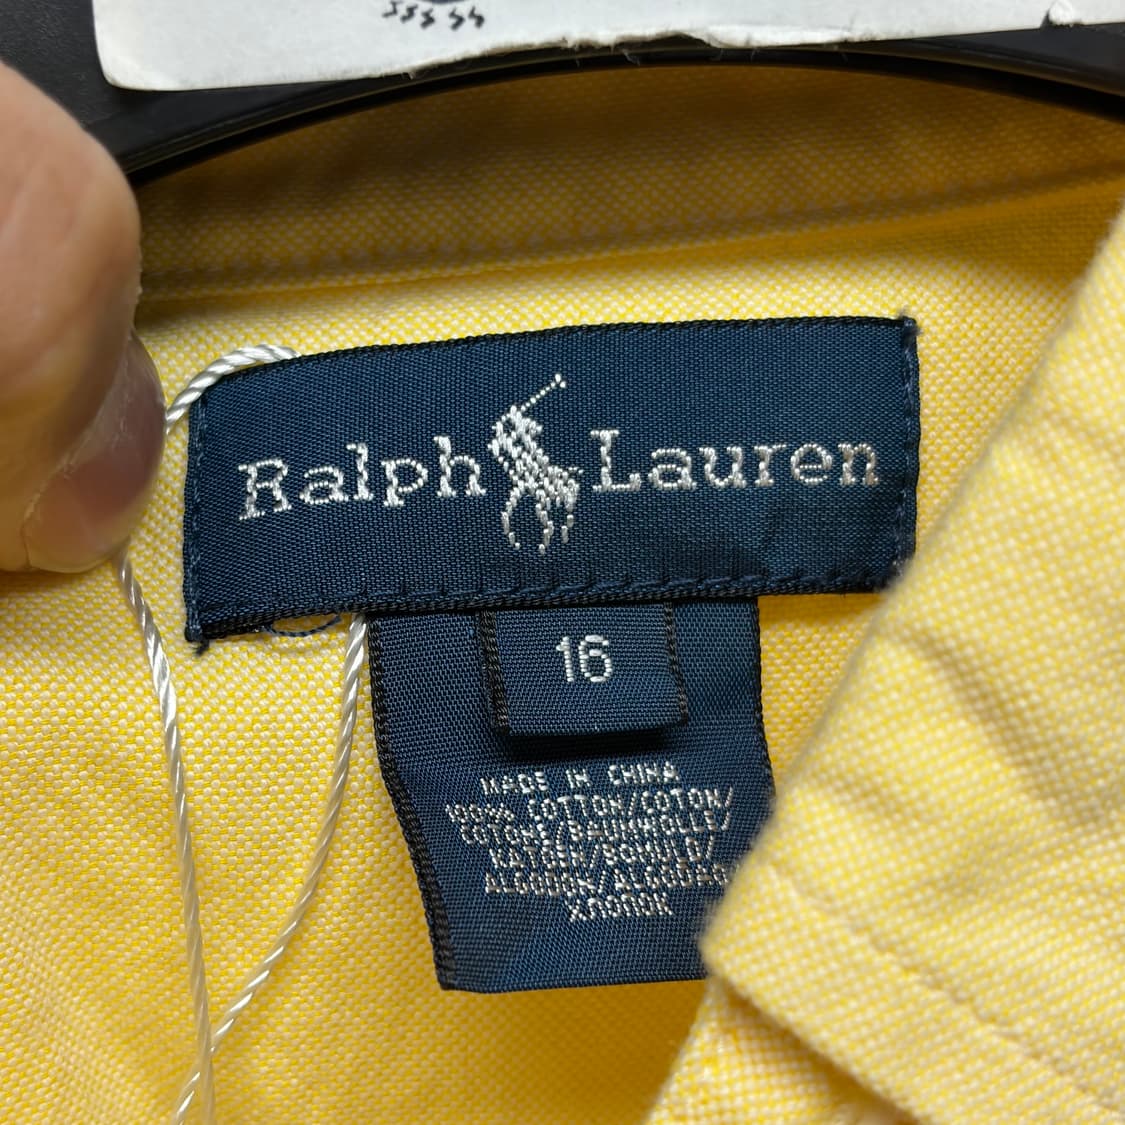 Ralph Lauren
16
MADE IN CHINA
100% COTTON/COTON/
COTONE/BAUMWOLLE/
KATOEN/BOMULD/
ALGODÓN/ALGODÃO
ХЛОПОК